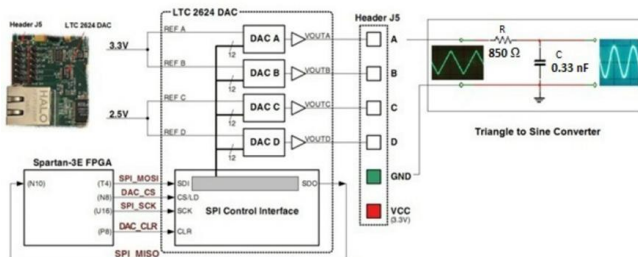 Header J5
LTC 2624 DAC
HALO
3.3V
2.5V
LTC 2624 DAC
REF A
REF B
REF C
REF D
12
12
12
12
DAC A
DAC B
DAC C
DAC D
VOUTA
VOUTB
VOUTC
VOUTD
Header J5
A
B
C
D
GND
VCC
(3.3V)
R
850 Ω
C
0.33 nF
Triangle to Sine Converter
Spartan-3E FPGA
(N10)
(T4)
(N8)
(U16)
(P8)
SPI_MOSI
DAC_CS
SPI_SCK
DAC_CLR
SPI_MISO
SDI
CS/LD
SCK
CLR
SDO
SPI Control Interface